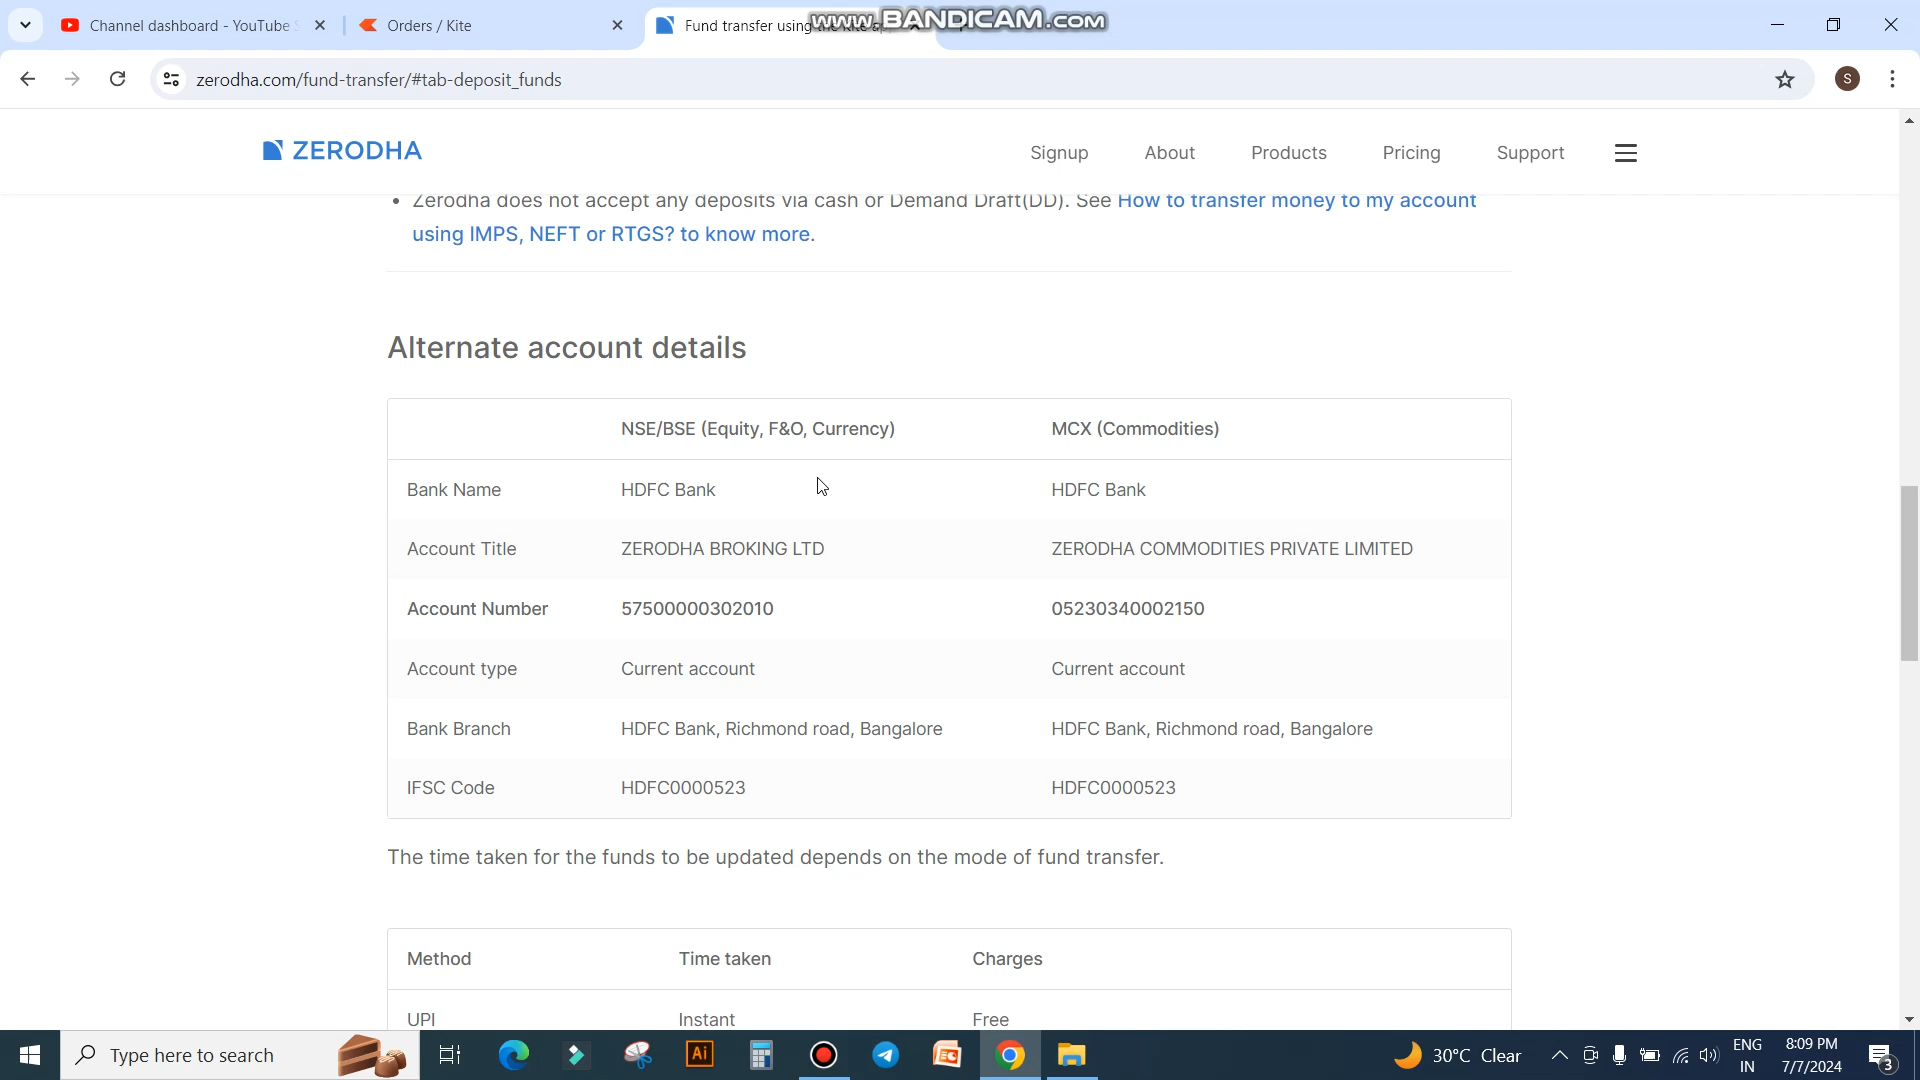 Channel dashboard - YouTube S
Orders / Kite
Fund transfer using the Kite ap
www.BANDICAM.com
zerodha.com/fund-transfer/#tab-deposit_funds
S
ZERODHA
Signup
About
Products
Pricing
Support
Zerodha does not accept any deposits via cash or Demand Draft(DD). See How to transfer money to my account
using IMPS, NEFT or RTGS? to know more.
Alternate account details
NSE/BSE (Equity, F&O, Currency) MCX (Commodities)
Bank Name HDFC Bank HDFC Bank
Account Title ZERODHA BROKING LTD ZERODHA COMMODITIES PRIVATE LIMITED
Account Number 57500000302010 05230340002150
Account type Current account Current account
Bank Branch HDFC Bank, Richmond road, Bangalore HDFC Bank, Richmond road, Bangalore
IFSC Code HDFC0000523 HDFC0000523
The time taken for the funds to be updated depends on the mode of fund transfer.
Method Time taken Charges
UPI Instant Free
Type here to search
Ai
30°C Clear
ENG
IN
8:09 PM
7/7/2024
3